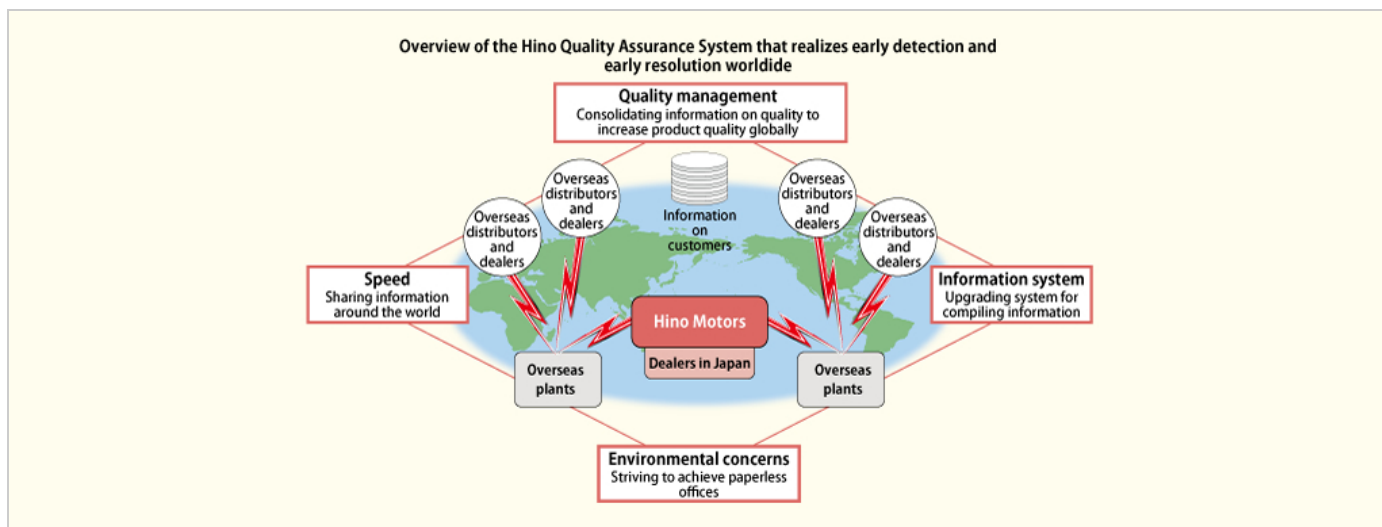 Overview of the Hino Quality Assurance System that realizes early detection and
early resolution worldide
Quality management
Consolidating information on quality to
increase product quality globally
Overseas
distributors
and
dealers
Overseas
distributors
and
dealers
Information
on
customers
Overseas
distributors
and
dealers
Overseas
distributors
and
dealers
Speed
Sharing information
around the world
Information system
Upgrading system for
compiling information
Hino Motors
Dealers in Japan
Overseas
plants
Overseas
plants
Environmental concerns
Striving to achieve paperless
offices